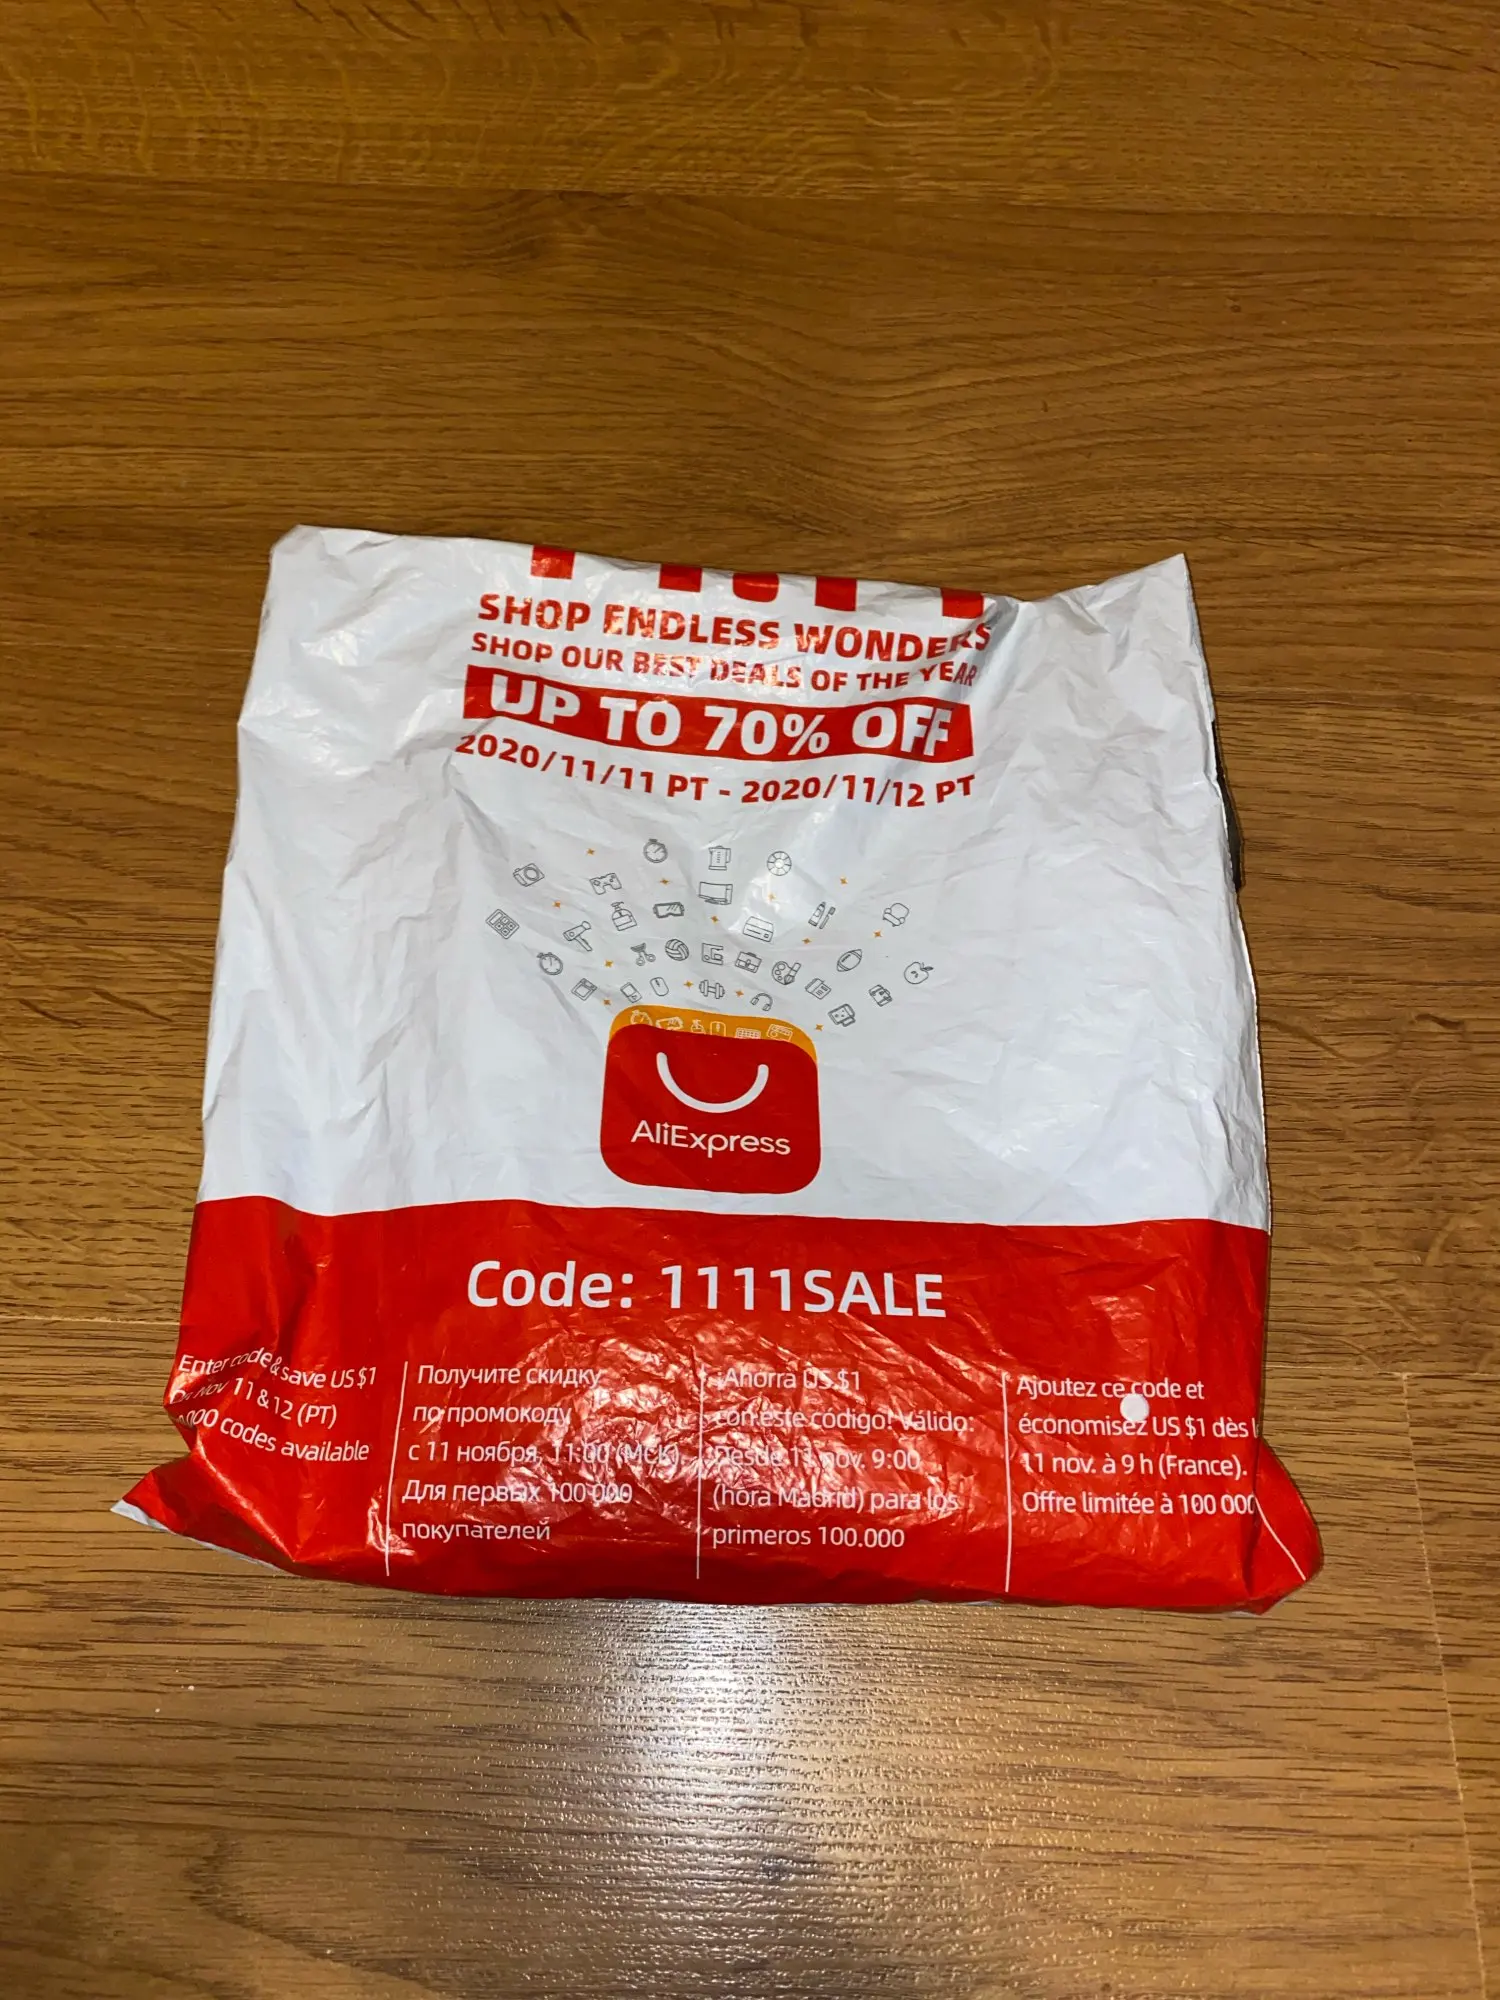 SHOP ENDLESS WONDERS
SHOP OUR BEST DEALS OF THE YEAR
UP TO 70% OFF
2020/11/11 PT - 2020/11/12 PT
AliExpress
Code: 1111SALE
Enter code & save US $1
On Nov 11 & 12 (PT)
codes available
Получите скидку
по промокоду
с 11 ноября, 11:00 (МСК).
Для первых 100 000
покупателей
¡Ahorra US.$1
con este código! Válido:
Desde 11 nov. 9:00
(hora Madrid) para los
primeros 100.000
Ajoutez ce code et
économisez US $1 dès
11 nov. à 9 h (France).
Offre limitée à 100 000